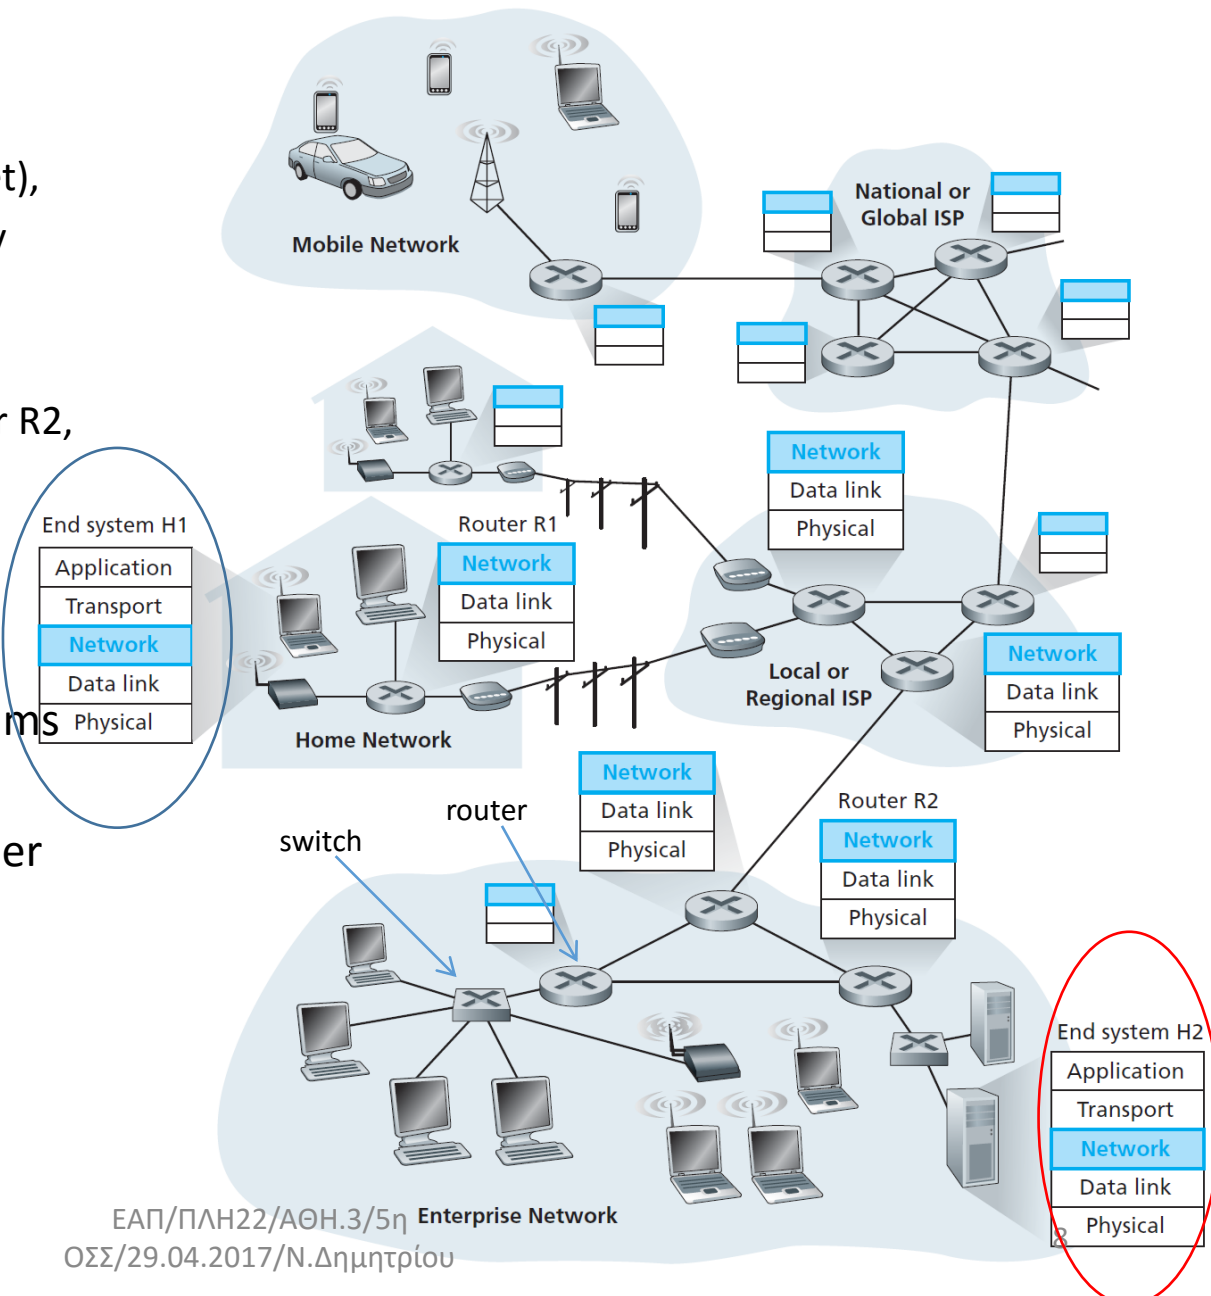 t),
National or
Global ISP
Mobile Network
r R2,
End system H1
Application
Transport
Network
Data link
Physical
Router R1
Network
Data link
Physical
Network
Data link
Physical
Local or
Regional ISP
Network
Data link
Physical
ms
Home Network
Network
Data link
Physical
Router R2
Network
Data link
Physical
router
switch
er
End system H2
Application
Transport
Network
Data link
Physical
Enterprise Network
ΕΑΠ/ΠΛΗ22/ΑΘΗ.3/5η
ΟΣΣ/29.04.2017/Ν.Δημητρίου
8